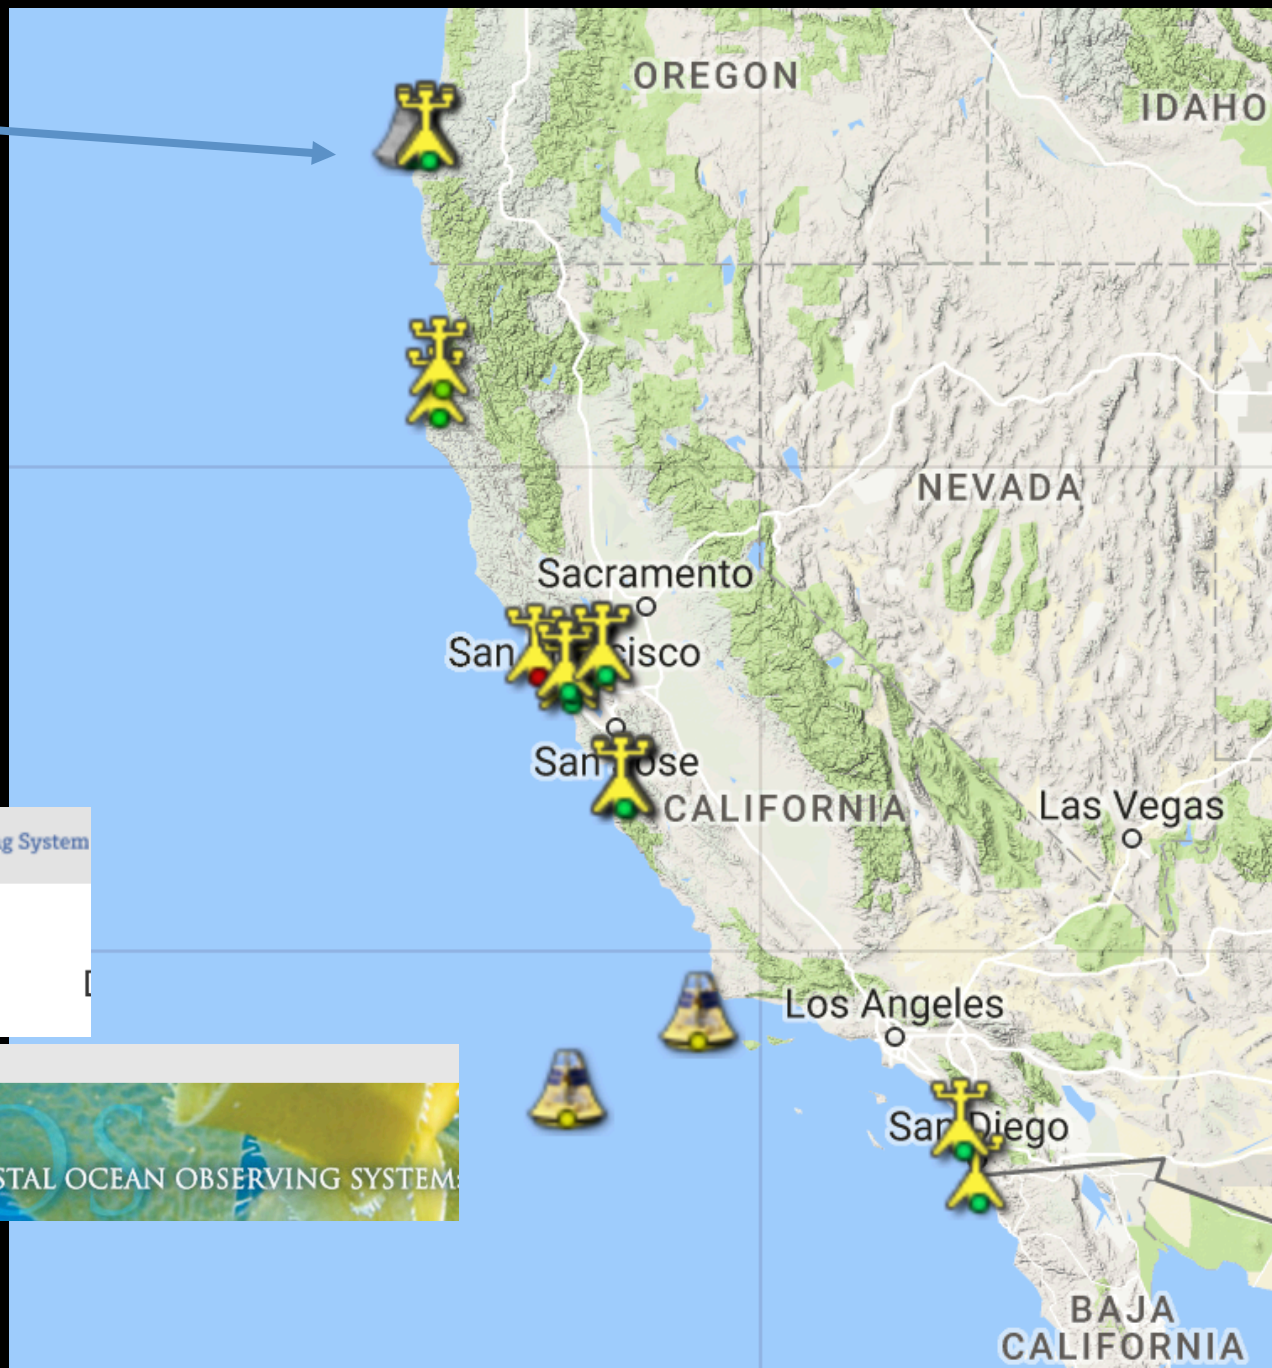 OREGON
IDAHO
NEVADA
Sacramento
San isco
San ose
CALIFORNIA
Las Vegas
g System
Los Angeles
San Diego
STAL OCEAN OBSERVING SYSTEMS
BAJA
CALIFORNIA